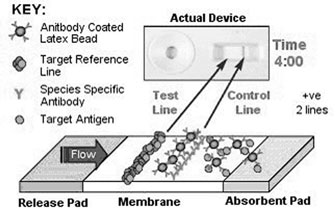 KEY:
Anitbody Coated
Latex Bead
Target Reference
Line
Species Specific
Antibody
Target Antigen
Actual Device
Time
4:00
Test
Line
Control
Line
+ve
2 lines
Flow
Release Pad
Membrane
Absorbent Pad